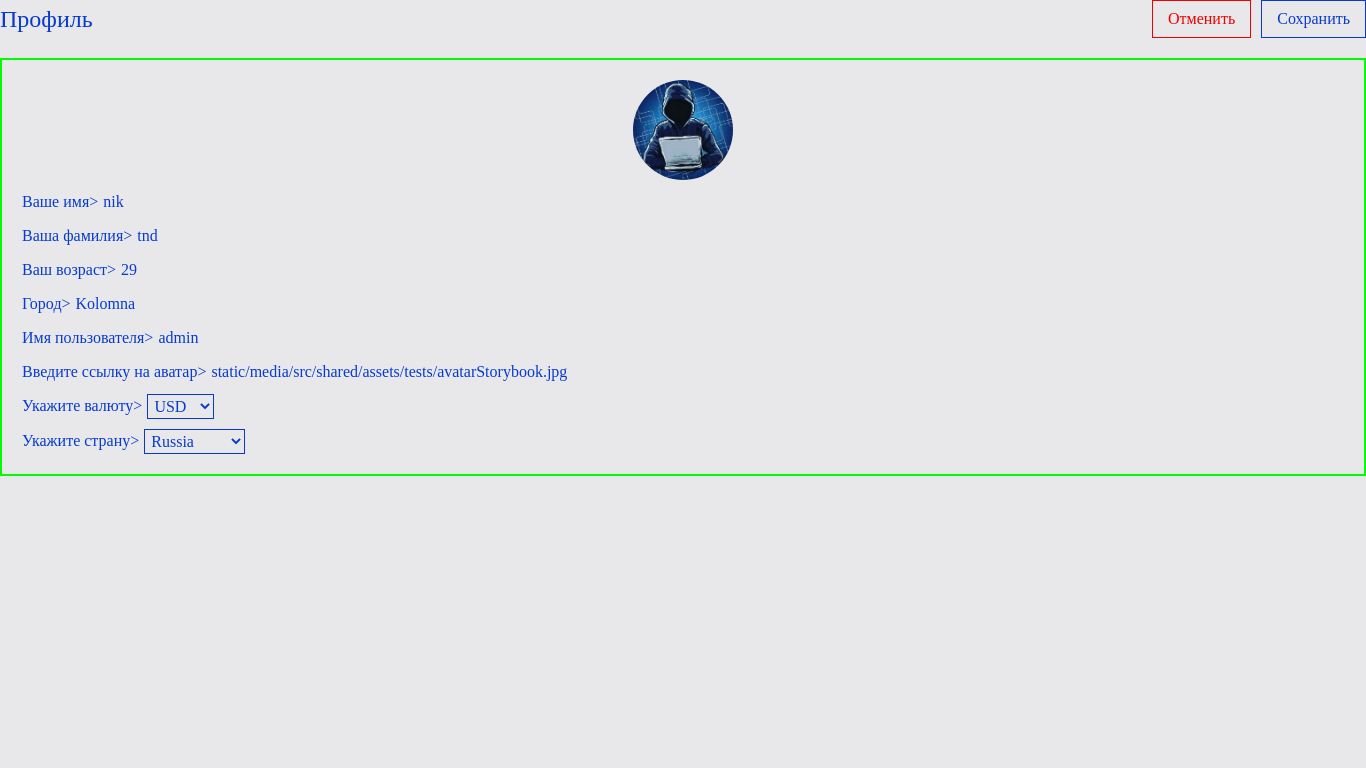 Профиль
Отменить
Сохранить
Ваше имя> nik
Ваша фамилия> tnd
Ваш возраст> 29
Город> Kolomna
Имя пользователя> admin
Введите ссылку на аватар> static/media/src/shared/assets/tests/avatarStorybook.jpg
Укажите валюту> USD
Укажите страну> Russia